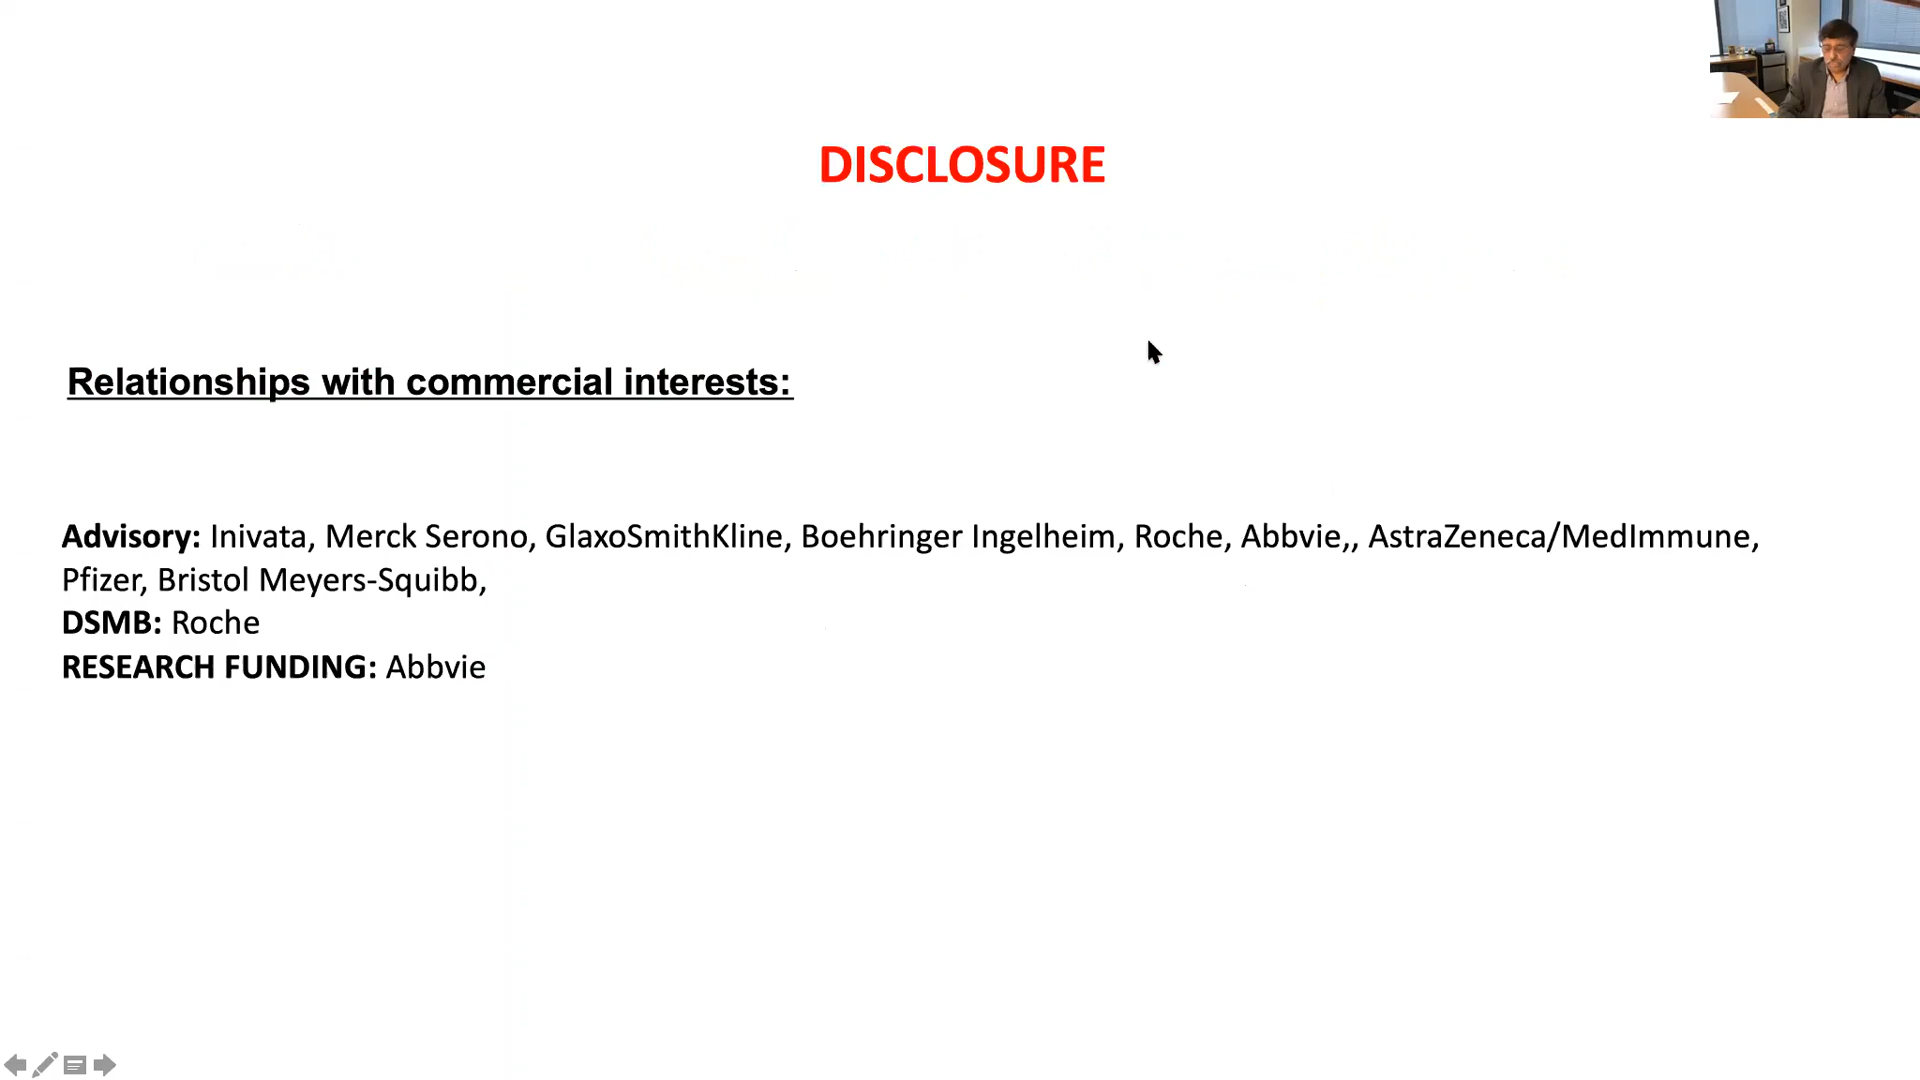 DISCLOSURE
Relationships with commercial interests:
Advisory: Inivata, Merck Serono, GlaxoSmithKline, Boehringer Ingelheim, Roche, Abbvie,, AstraZeneca/MedImmune,
Pfizer, Bristol Meyers-Squibb,
DSMB: Roche
RESEARCH FUNDING: Abbvie